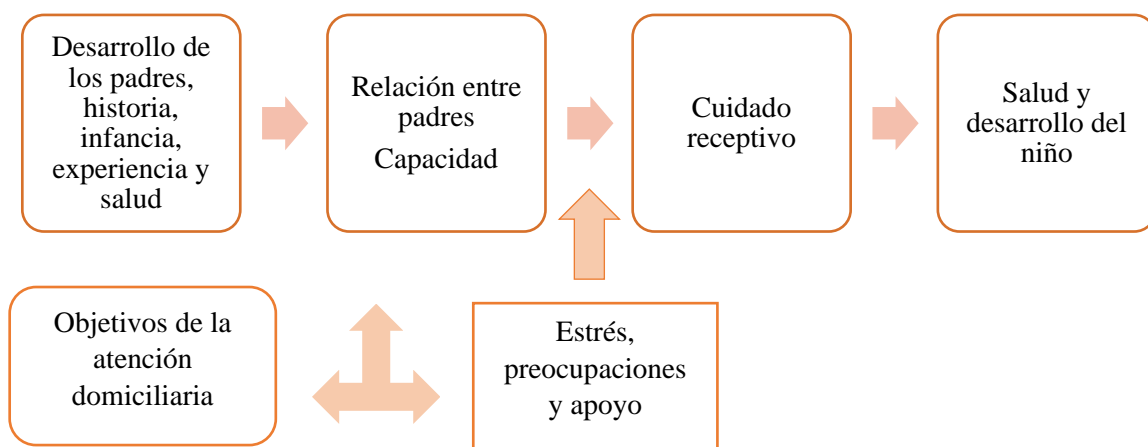 Desarrollo de
los padres,
historia,
infancia,
experiencia y
salud
Relación entre
padres
Capacidad
Cuidado
receptivo
Salud y
desarrollo del
niño
Objetivos de la
atención
domiciliaria
Estrés,
preocupaciones
y apoyo